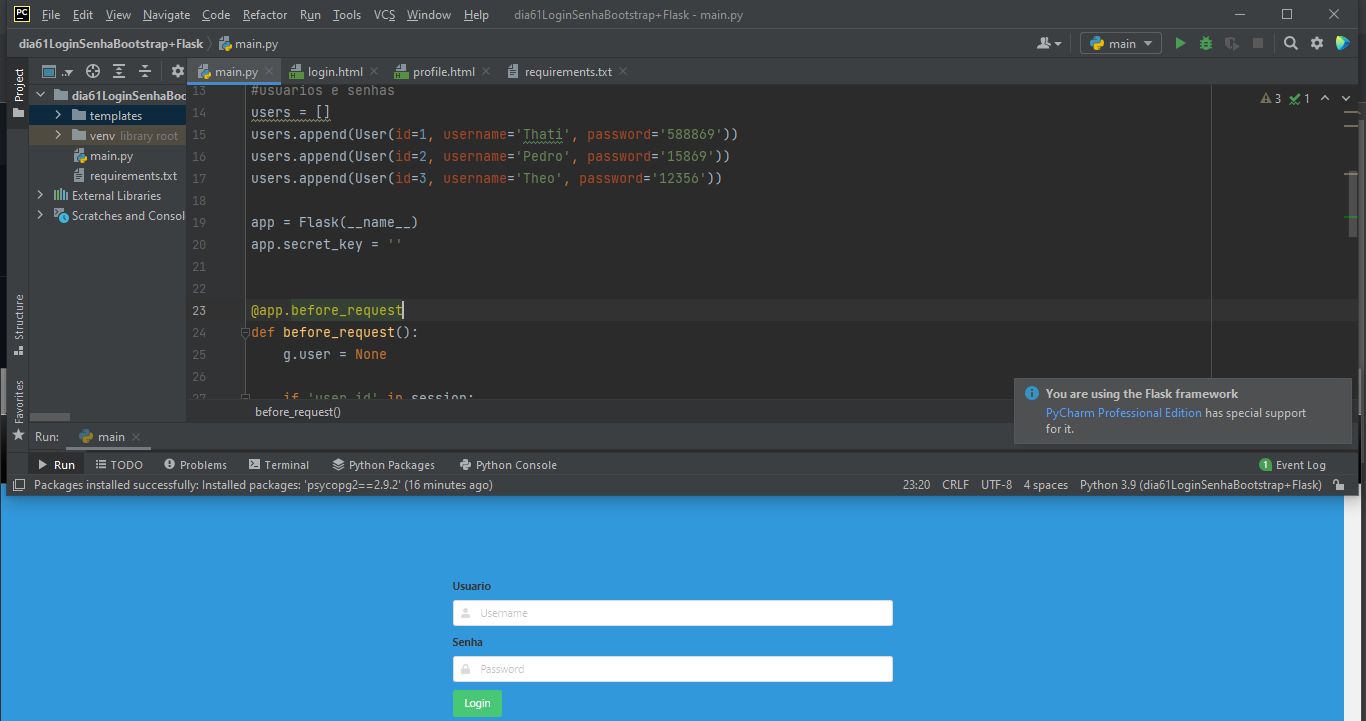 PC File Edit View Navigate Code Refactor Run Tools VCS Window Help dia61LoginSenhaBootstrap+Flask - main.py
dia61LoginSenhaBootstrap+Flask main.py main
Project main.py login.html profile.html requirements.txt
dia61LoginSenhaBoo
templates
venv library root
main.py
requirements.txt
External Libraries
Scratches and Consol
Structure
Favorites
3 1
13 #usuarios e senhas
14 users = []
15 users.append(User(id=1, username='Thati', password='588869'))
16 users.append(User(id=2, username='Pedro', password='15869'))
17 users.append(User(id=3, username='Theo', password='12356'))
18
19 app = Flask(__name__)
20 app.secret_key = ''
21
22
23 @app.before_request
24 def before_request():
25 g.user = None
26
27 if 'user_id' in session:
before_request()
You are using the Flask framework
PyCharm Professional Edition has special support
for it.
Run: main
Run TODO Problems Terminal Python Packages Python Console 1 Event Log
Packages installed successfully: Installed packages: 'psycopg2==2.9.2' (16 minutes ago) 23:20 CRLF UTF-8 4 spaces Python 3.9 (dia61LoginSenhaBootstrap+Flask)
Usuario
Username
Senha
Password
Login